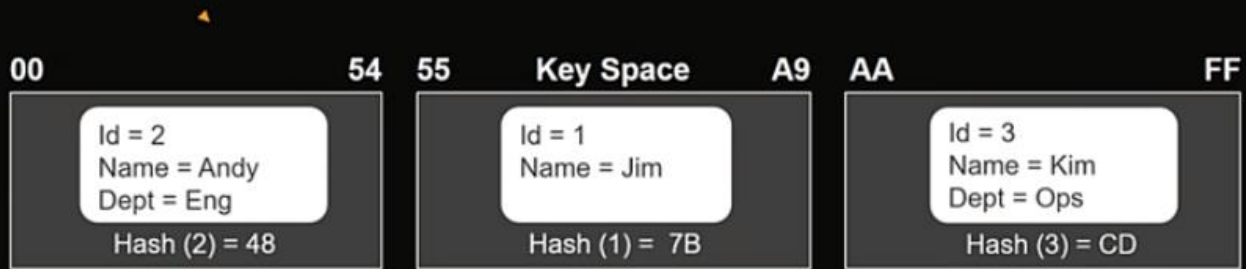 00 54 55 Key Space A9 AA FF
Id = 2
Name = Andy
Dept = Eng
Hash (2) = 48
Id = 1
Name = Jim
Hash (1) = 7B
Id = 3
Name = Kim
Dept = Ops
Hash (3) = CD